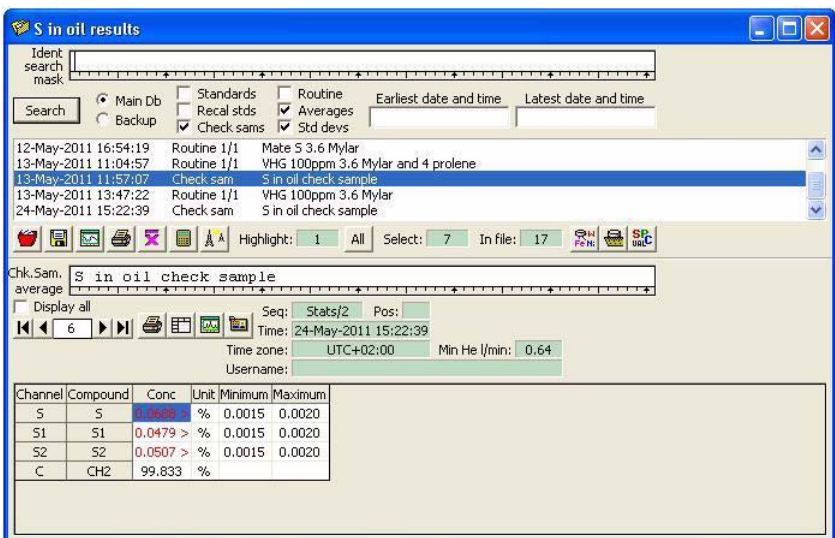 S in oil results
Ident search mask
Search
Main Db
Backup
Standards
Recal stds
Check sams
Routine
Averages
Std devs
Earliest date and time
Latest date and time
12-May-2011 16:54:19 Routine 1/1 Mate S 3.6 Mylar
13-May-2011 11:04:57 Routine 1/1 VHG 100ppm 3.6 Mylar and 4 prolene
13-May-2011 11:57:07 Check sam S in oil check sample
13-May-2011 13:47:22 Routine 1/1 VHG 100ppm 3.6 Mylar
24-May-2011 15:22:39 Check sam S in oil check sample
Highlight: 1 All Select: 7 In file: 17
Chk.Sam. average
S in oil check sample
Display all
6
Seq: Stats/2 Pos:
Time: 24-May-2011 15:22:39
Time zone: UTC+02:00 Min He l/min: 0.64
Username:
Channel Compound Conc Unit Minimum Maximum
S S 0.0688 > % 0.0015 0.0020
S1 S1 0.0479 > % 0.0015 0.0020
S2 S2 0.0507 > % 0.0015 0.0020
C CH2 99.833 %